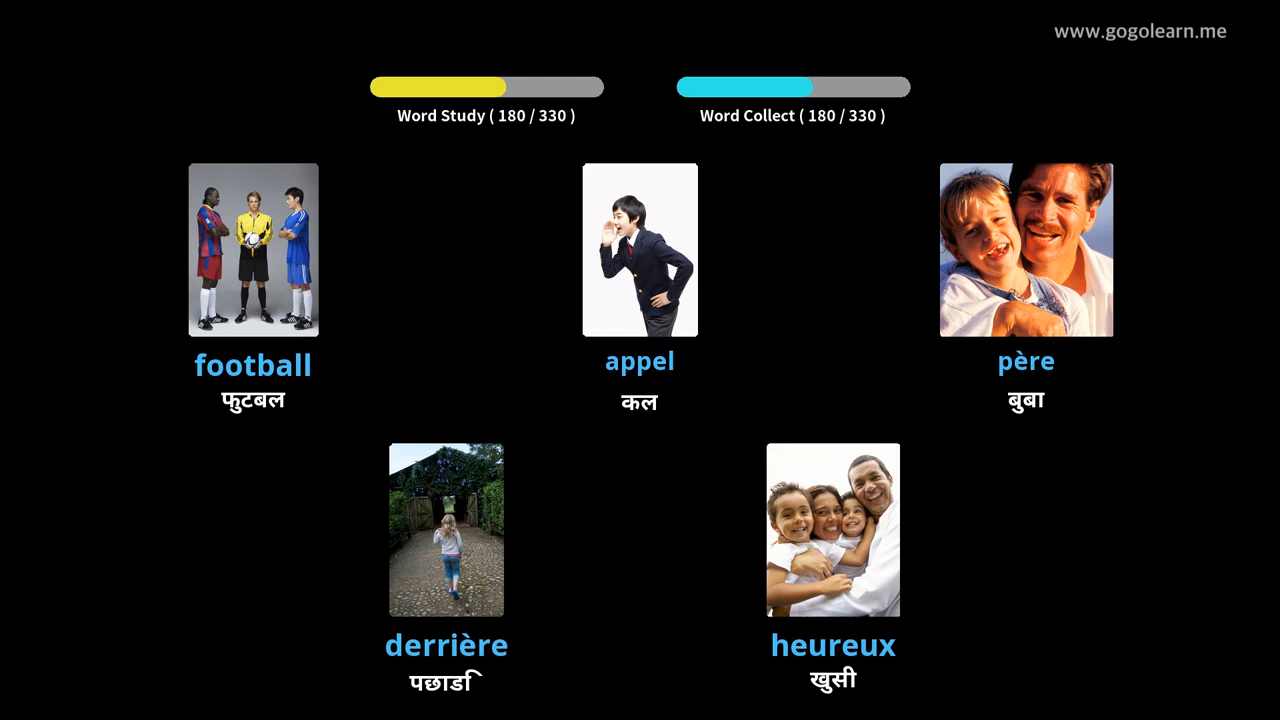 www.gogolearn.me
Word Study ( 180 / 330 )
Word Collect ( 180 / 330 )
football
फुटबल
appel
कल
père
बुबा
derrière
पछाडि
heureux
खुसी